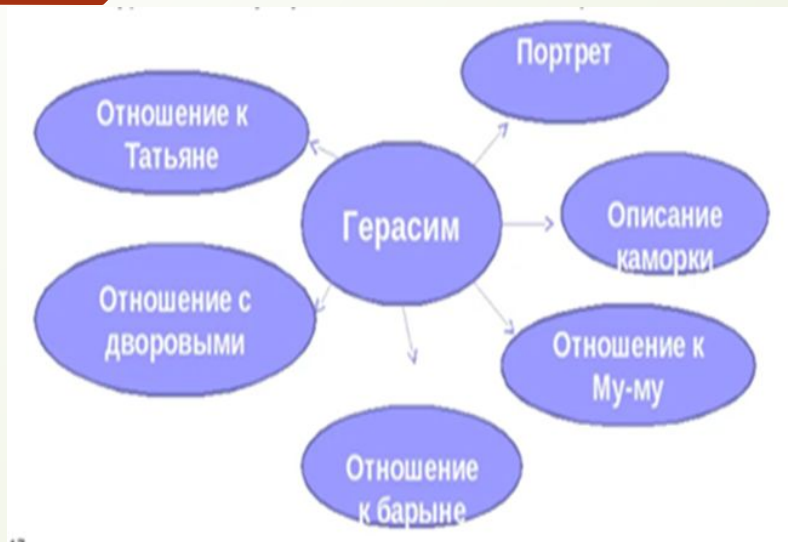 Портрет
Отношение к
Татьяне
Герасим
Описание
каморки
Отношение с
дворовыми
Отношение к
Му-му
Отношение
к барыне